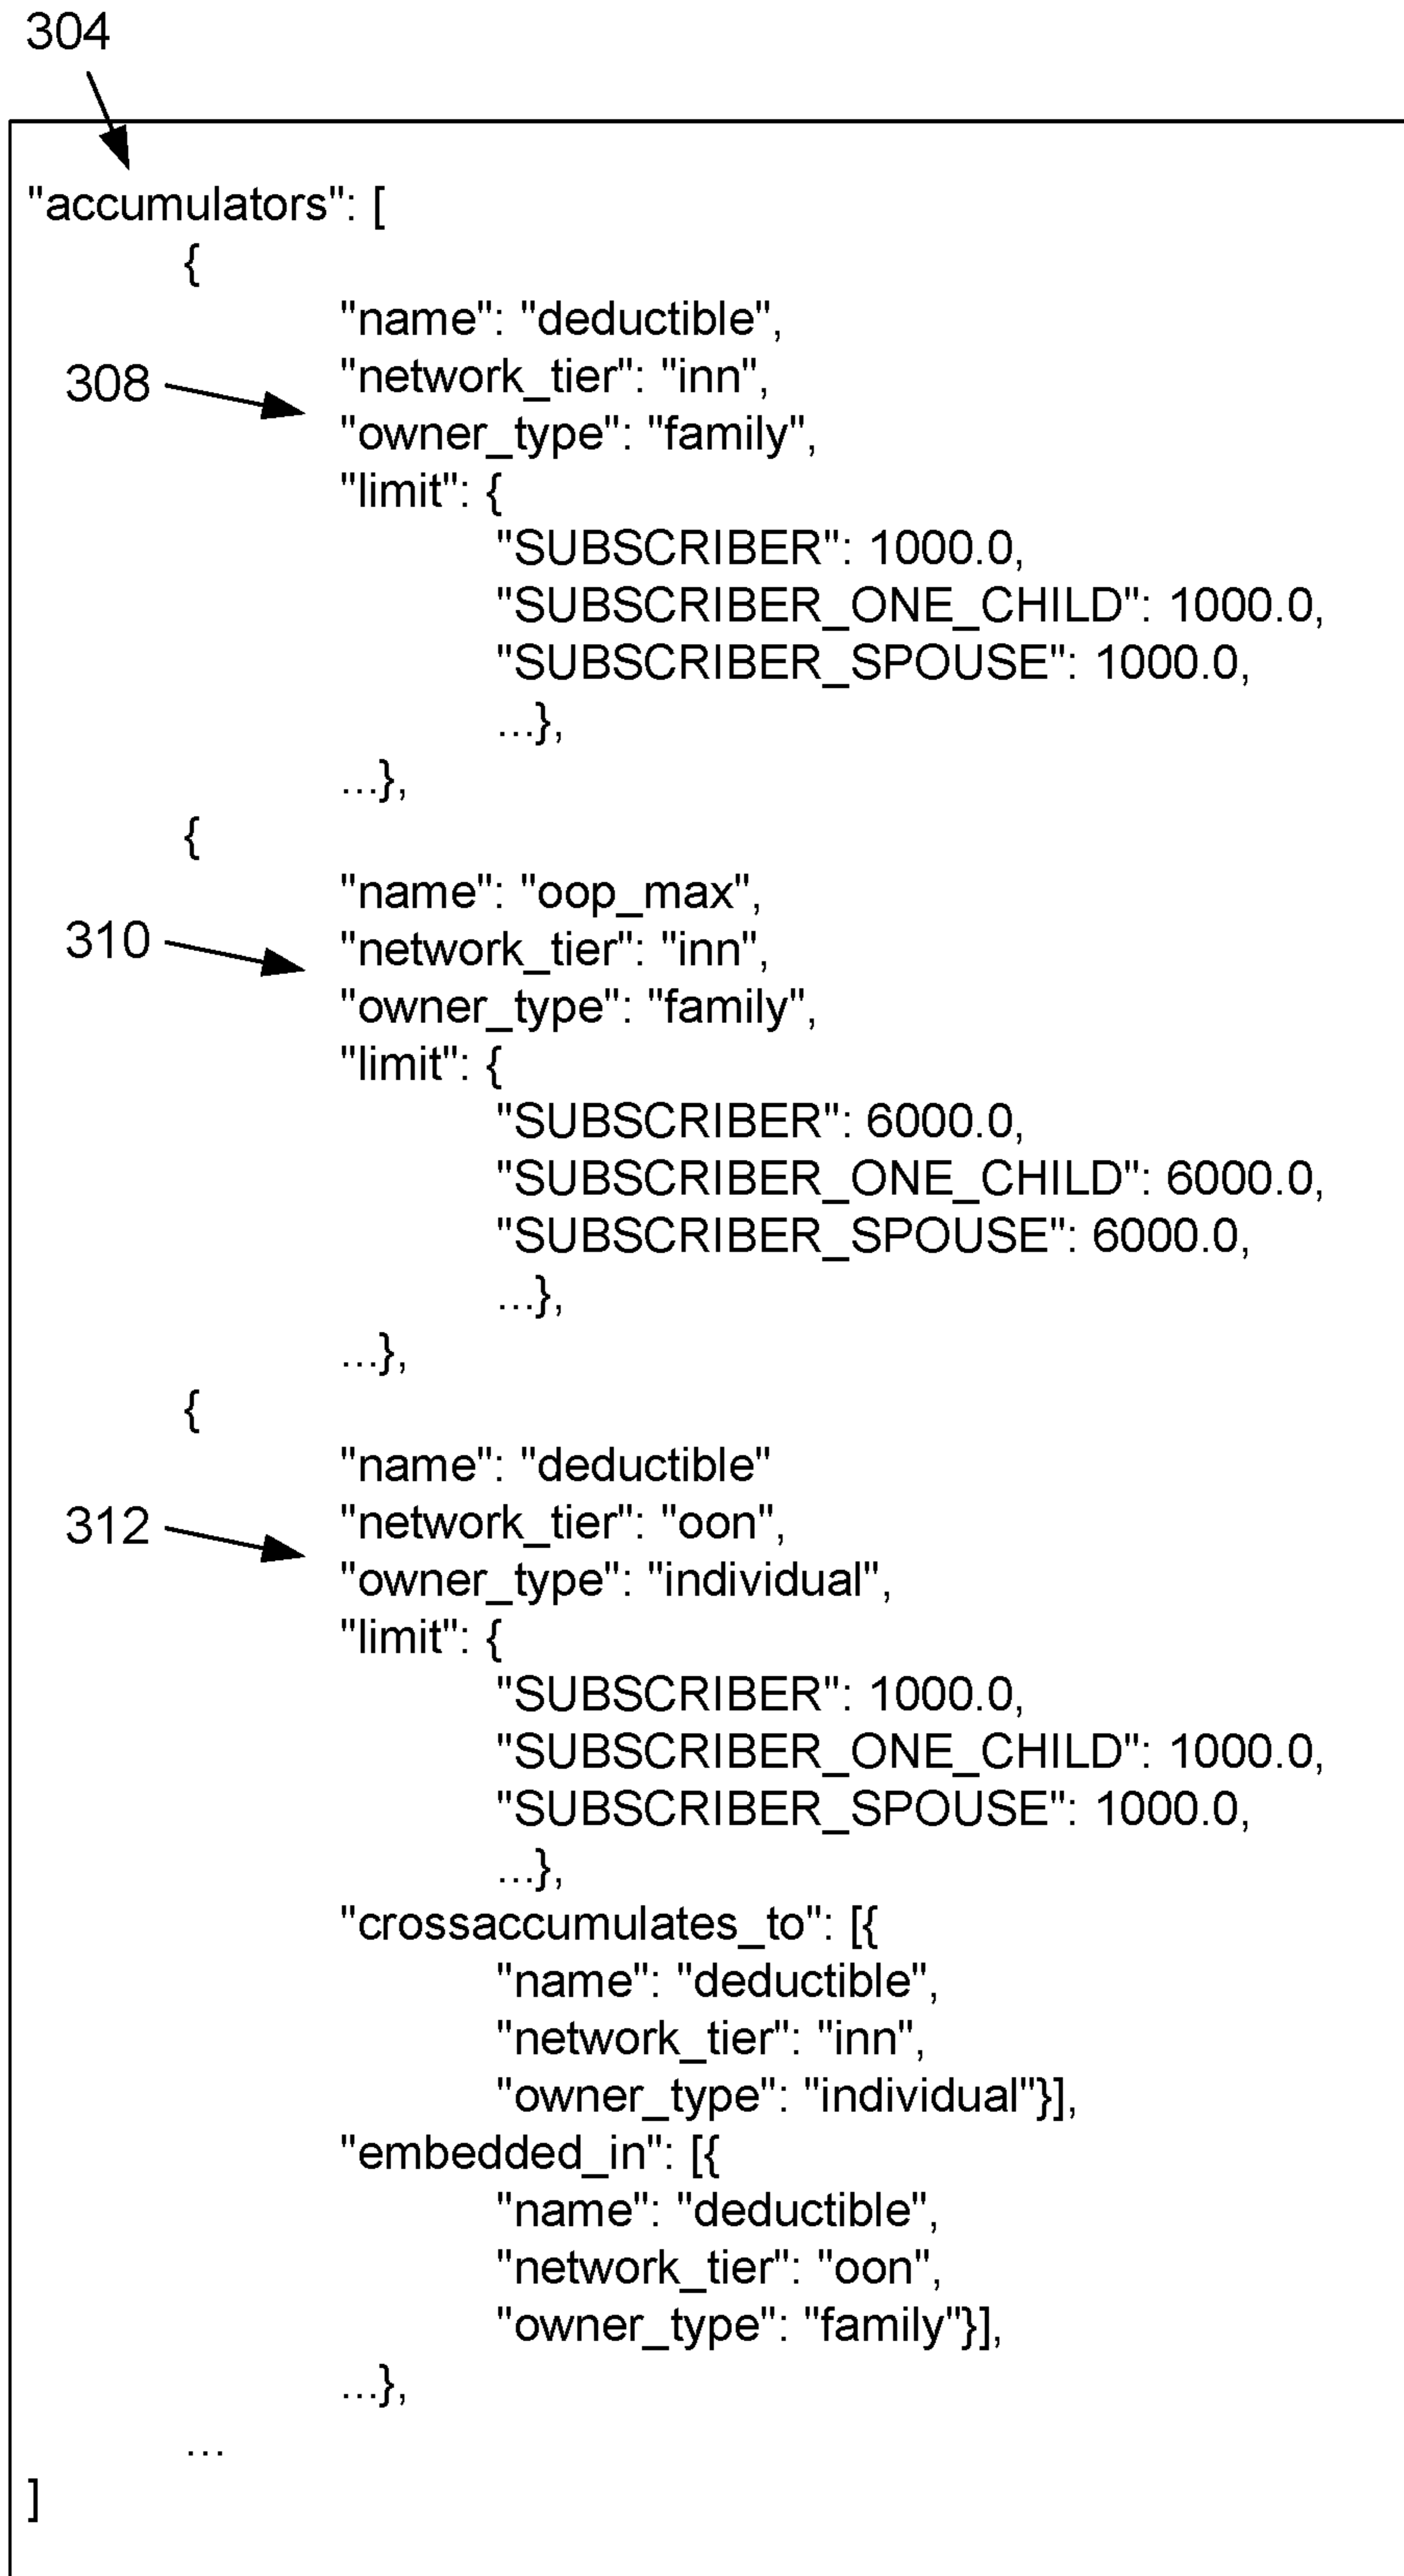 304
"accumulators": [
{
"name": "deductible",
308
"network_tier": "inn",
"owner_type": "family",
"limit": {
"SUBSCRIBER": 1000.0,
"SUBSCRIBER_ONE_CHILD": 1000.0,
"SUBSCRIBER_SPOUSE": 1000.0,
...},
...},
{
"name": "oop_max",
310
"network_tier": "inn",
"owner_type": "family",
"limit": {
"SUBSCRIBER": 6000.0,
"SUBSCRIBER_ONE_CHILD": 6000.0,
"SUBSCRIBER_SPOUSE": 6000.0,
...},
...},
{
"name": "deductible"
312
"network_tier": "oon",
"owner_type": "individual",
"limit": {
"SUBSCRIBER": 1000.0,
"SUBSCRIBER_ONE_CHILD": 1000.0,
"SUBSCRIBER_SPOUSE": 1000.0,
...},
"crossaccumulates_to": [{
"name": "deductible",
"network_tier": "inn",
"owner_type": "individual"}],
"embedded_in": [{
"name": "deductible",
"network_tier": "oon",
"owner_type": "family"}],
...},
...
]